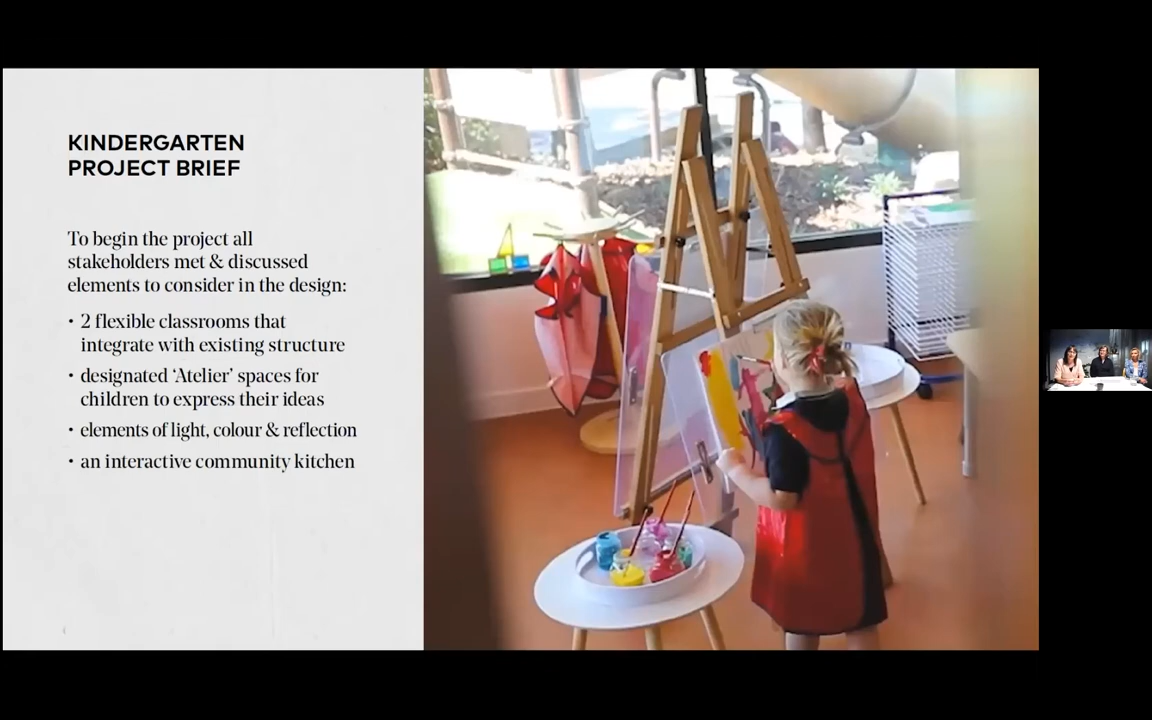 KINDERGARTEN
PROJECT BRIEF
To begin the project all
stakeholders met & discussed
elements to consider in the design:
• 2 flexible classrooms that
integrate with existing structure
• designated ‘Atelier’ spaces for
children to express their ideas
• elements of light, colour & reflection
• an interactive community kitchen